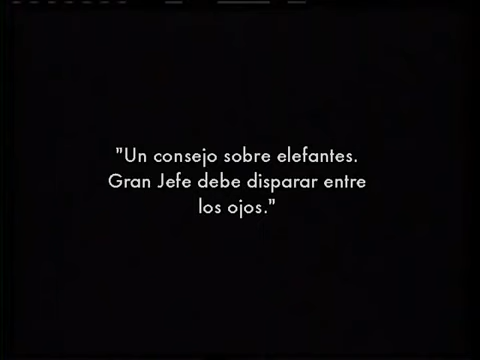 "Un consejo sobre elefantes.
Gran Jefe debe disparar entre
los ojos."